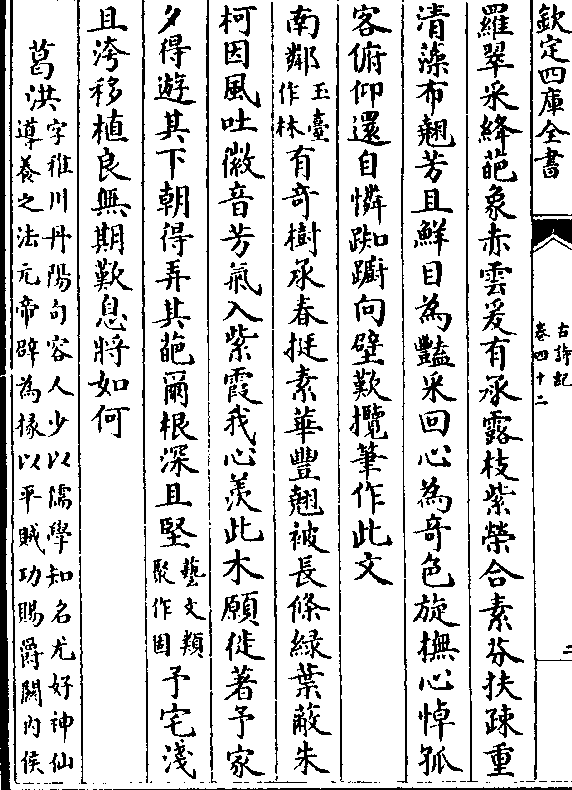 欽定四庫全書
古詩紀
卷四十二
二
羅翠采絳葩象赤雲爰有承露枝紫榮合素芬扶疎重
清藻布翹芳且鮮目為豔采回心為奇色旋撫心悼孤
客俯仰還自憐踟躕向壁歎攬筆作此文
南鄰玉臺作林有奇樹承春挺素華豐翹被長條緑葉蔽朱
柯因風吐徽音芳氣入紫霞我心羡此木願徙著予家
夕得遊其下朝得弄其葩爾根深且堅藝文類聚作固予宅淺
且洿移植良無期歎息將如何
葛洪字稚川丹陽句容人少以儒學知名尤好神仙導養之法元帝辟為掾以平賊功賜爵關内侯